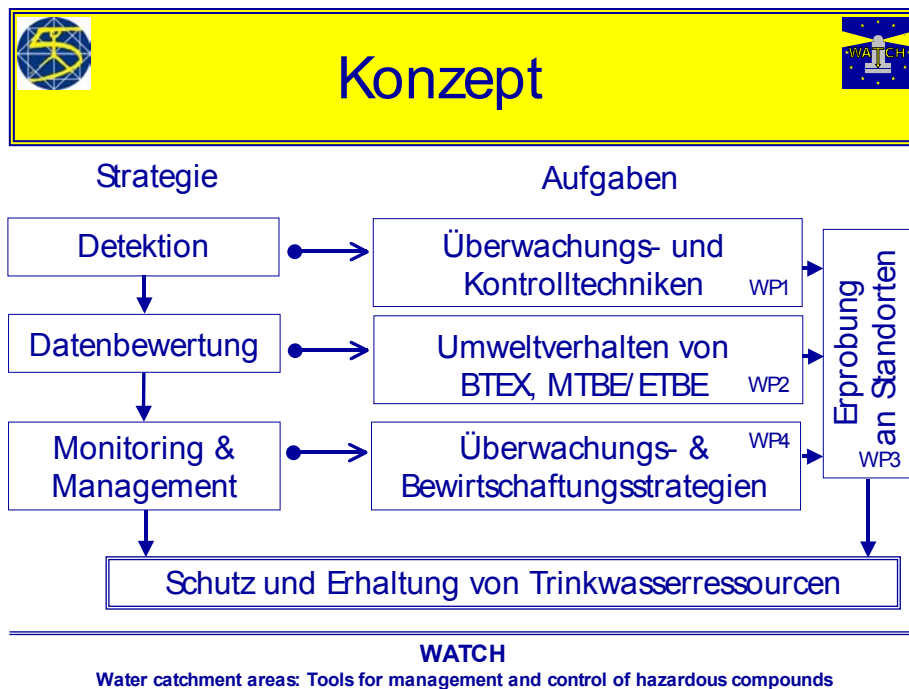 Konzept
WATCH
Strategie
Aufgaben
Detektion
Überwachungs- und
Kontrolltechniken
WP1
Datenbewertung
Umweltverhalten von
BTEX, MTBE/ETBE
WP2
Monitoring &
Management
Überwachungs- &
Bewirtschaftungsstrategien
WP4
Erprobung
an Standorten
WP3
Schutz und Erhaltung von Trinkwasserressourcen
WATCH
Water catchment areas: Tools for management and control of hazardous compounds